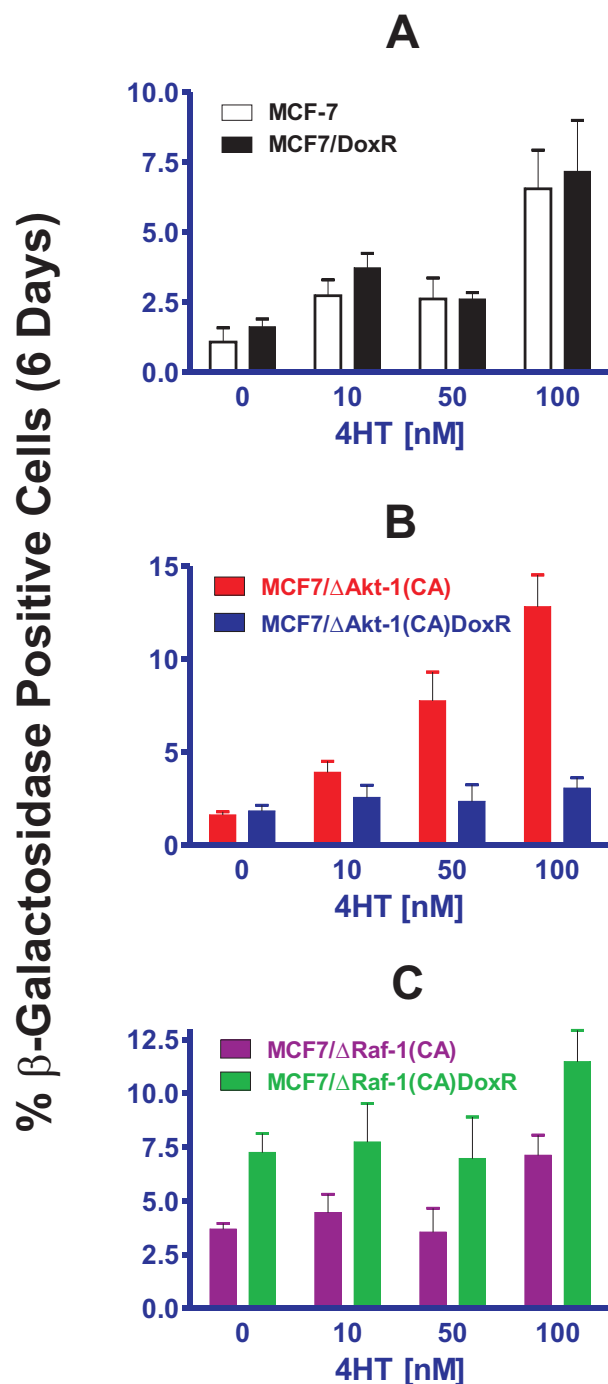 % β-Galactosidase Positive Cells (6 Days)
A
10.0
7.5
5.0
2.5
0.0
MCF-7
MCF7/DoxR
0 10 50 100
4HT [nM]
B
15
10
5
0
MCF7/ΔAkt-1(CA)
MCF7/ΔAkt-1(CA)DoxR
0 10 50 100
4HT [nM]
C
12.5
10.0
7.5
5.0
2.5
0.0
MCF7/ΔRaf-1(CA)
MCF7/ΔRaf-1(CA)DoxR
0 10 50 100
4HT [nM]